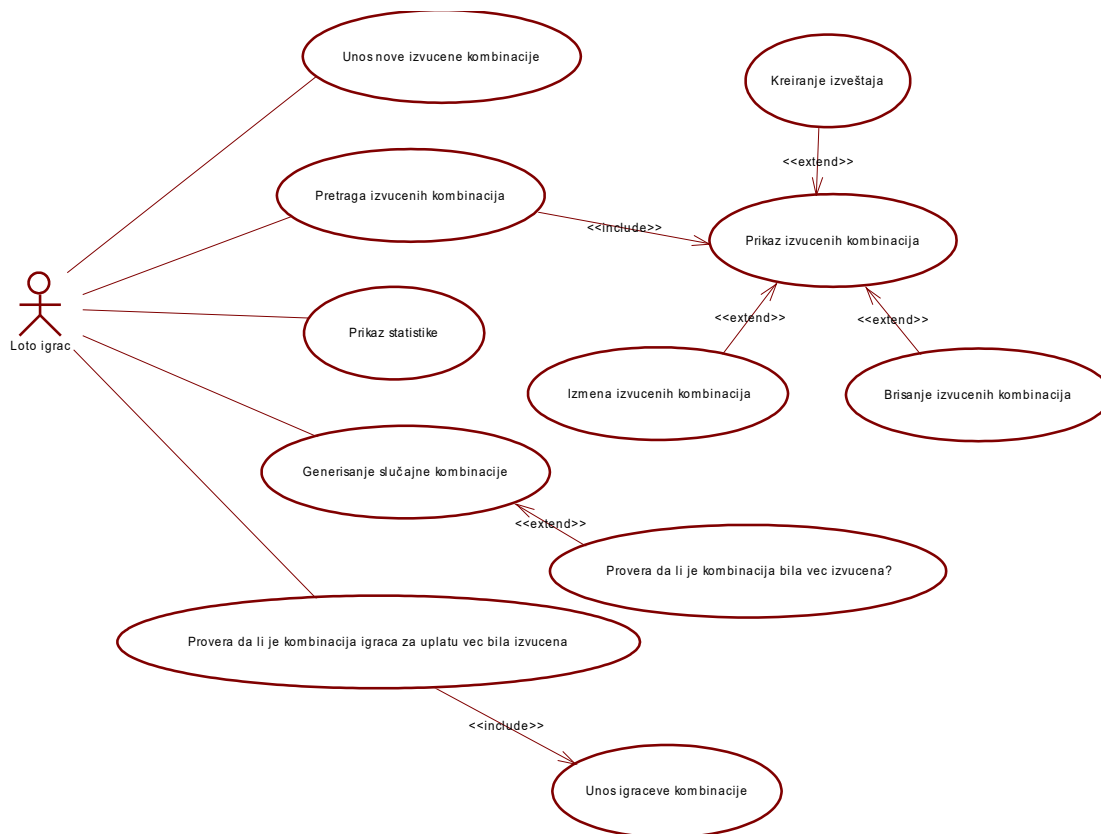 Unos nove izvucene kombinacije
Kreiranje izveštaja
<<extend>>
Pretraga izvucenih kombinacija
<<include>>
Prikaz izvucenih kombinacija
Loto igrac
Prikaz statistike
<<extend>>
<<extend>>
Izmena izvucenih kombinacija
Brisanje izvucenih kombinacija
Generisanje slučajne kombinacije
<<extend>>
Provera da li je kombinacija bila vec izvucena?
Provera da li je kombinacija igraca za uplatu vec bila izvucena
<<include>>
Unos igraceve kombinacije